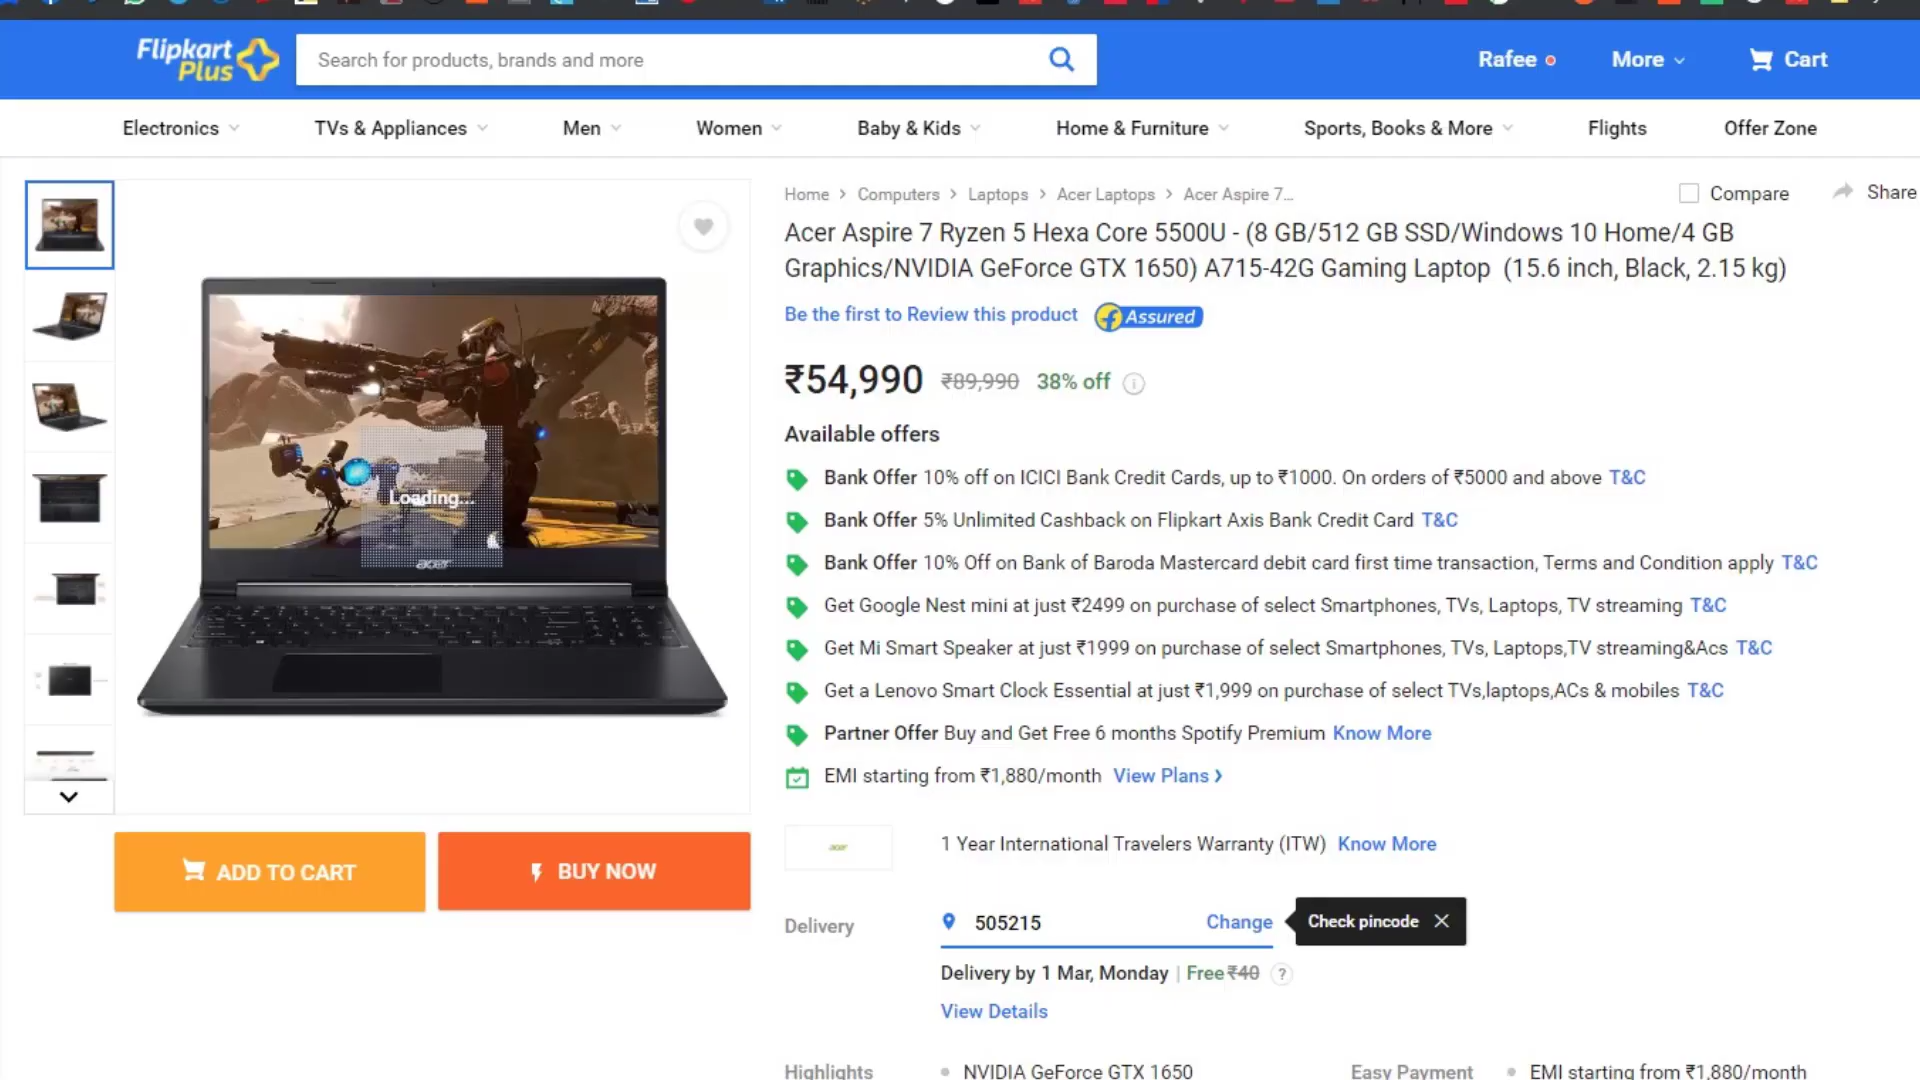 Flipkart
Plus
Search for products, brands and more
Rafee
More
Cart
Electronics
TVs & Appliances
Men
Women
Baby & Kids
Home & Furniture
Sports, Books & More
Flights
Offer Zone
Home > Computers > Laptops > Acer Laptops > Acer Aspire 7...
Compare
Share
Acer Aspire 7 Ryzen 5 Hexa Core 5500U - (8 GB/512 GB SSD/Windows 10 Home/4 GB
Graphics/NVIDIA GeForce GTX 1650) A715-42G Gaming Laptop (15.6 inch, Black, 2.15 kg)
Be the first to Review this product
Assured
₹54,990 ₹89,990 38% off
Available offers
Bank Offer 10% off on ICICI Bank Credit Cards, up to ₹1000. On orders of ₹5000 and above T&C
Bank Offer 5% Unlimited Cashback on Flipkart Axis Bank Credit Card T&C
Bank Offer 10% Off on Bank of Baroda Mastercard debit card first time transaction, Terms and Condition apply T&C
Get Google Nest mini at just ₹2499 on purchase of select Smartphones, TVs, Laptops, TV streaming T&C
Get Mi Smart Speaker at just ₹1999 on purchase of select Smartphones, TVs, Laptops,TV streaming&Acs T&C
Get a Lenovo Smart Clock Essential at just ₹1,999 on purchase of select TVs,laptops,ACs & mobiles T&C
Partner Offer Buy and Get Free 6 months Spotify Premium Know More
EMI starting from ₹1,880/month View Plans ›
Loading...
acer
ADD TO CART
BUY NOW
acer
1 Year International Travelers Warranty (ITW) Know More
Delivery
505215
Change
Check pincode
Delivery by 1 Mar, Monday | Free ₹40 ?
View Details
Highlights
NVIDIA GeForce GTX 1650
Easy Payment
EMI starting from ₹1,880/month